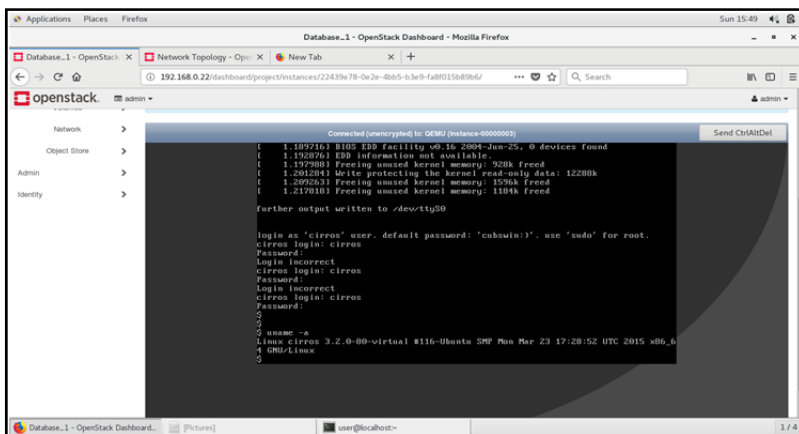 Applications Places Firefox Sun 15:49
Database_1 - OpenStack Dashboard - Mozilla Firefox
Database_1 - OpenStack × Network Topology - Ope × New Tab × +
192.168.0.22/dashboard/project/instances/22439e78-0e2e-4bb5-b3e9-fa8f015b89b6/ ... Search
openstack. admin admin
Network
Connected (unencrypted) to: QEMU (instance-00000003) Send CtrlAltDel
Object Store
Admin
Identity
[ 1.189716] BIOS EDD facility v0.16 2004-Jun-25, 0 devices found
[ 1.192876] EDD information not available.
[ 1.197988] Freeing unused kernel memory: 928k freed
[ 1.201284] Write protecting the kernel read-only data: 12288k
[ 1.209263] Freeing unused kernel memory: 1596k freed
[ 1.217818] Freeing unused kernel memory: 1184k freed
further output written to /dev/ttyS0
login as 'cirros' user. default password: 'cubswin:)'. use 'sudo' for root.
cirros login: cirros
Password:
Login incorrect
cirros login: cirros
Password:
Login incorrect
cirros login: cirros
Password:
$
$
$ uname -a
Linux cirros 3.2.0-80-virtual #116-Ubuntu SMP Mon Mar 23 17:28:52 UTC 2015 x86_6
4 GNU/Linux
$
Database_1 - OpenStack Dashboard... [Pictures] user@localhost:~ 1 / 4